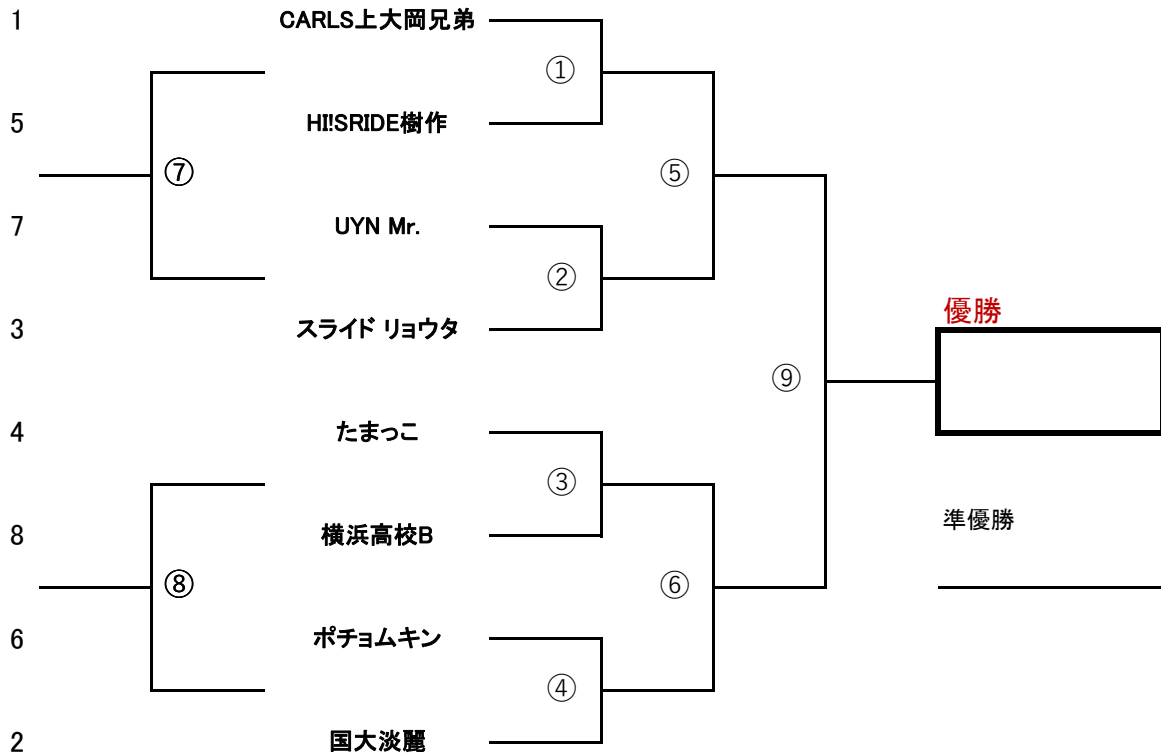 1 CARLS上大岡兄弟
①
5 HI!SRIDE樹作
⑦ ⑤
7 UYN Mr.
②
優勝
3 スライド リョウタ
⑨
4 たまっこ
③
準優勝
8 横浜高校B
⑧ ⑥
6 ポチョムキン
④
2 国大淡麗